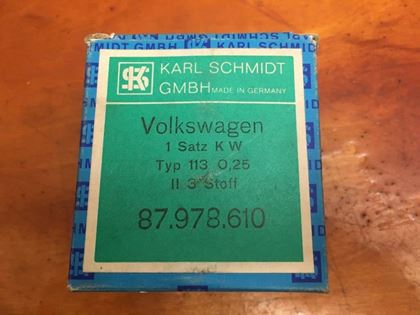 KARL SCHMIDT
GMBH MADE IN GERMANY
Volkswagen
1 Satz K W
Typ 113 0,25
II 3 Stoff
87.978.610